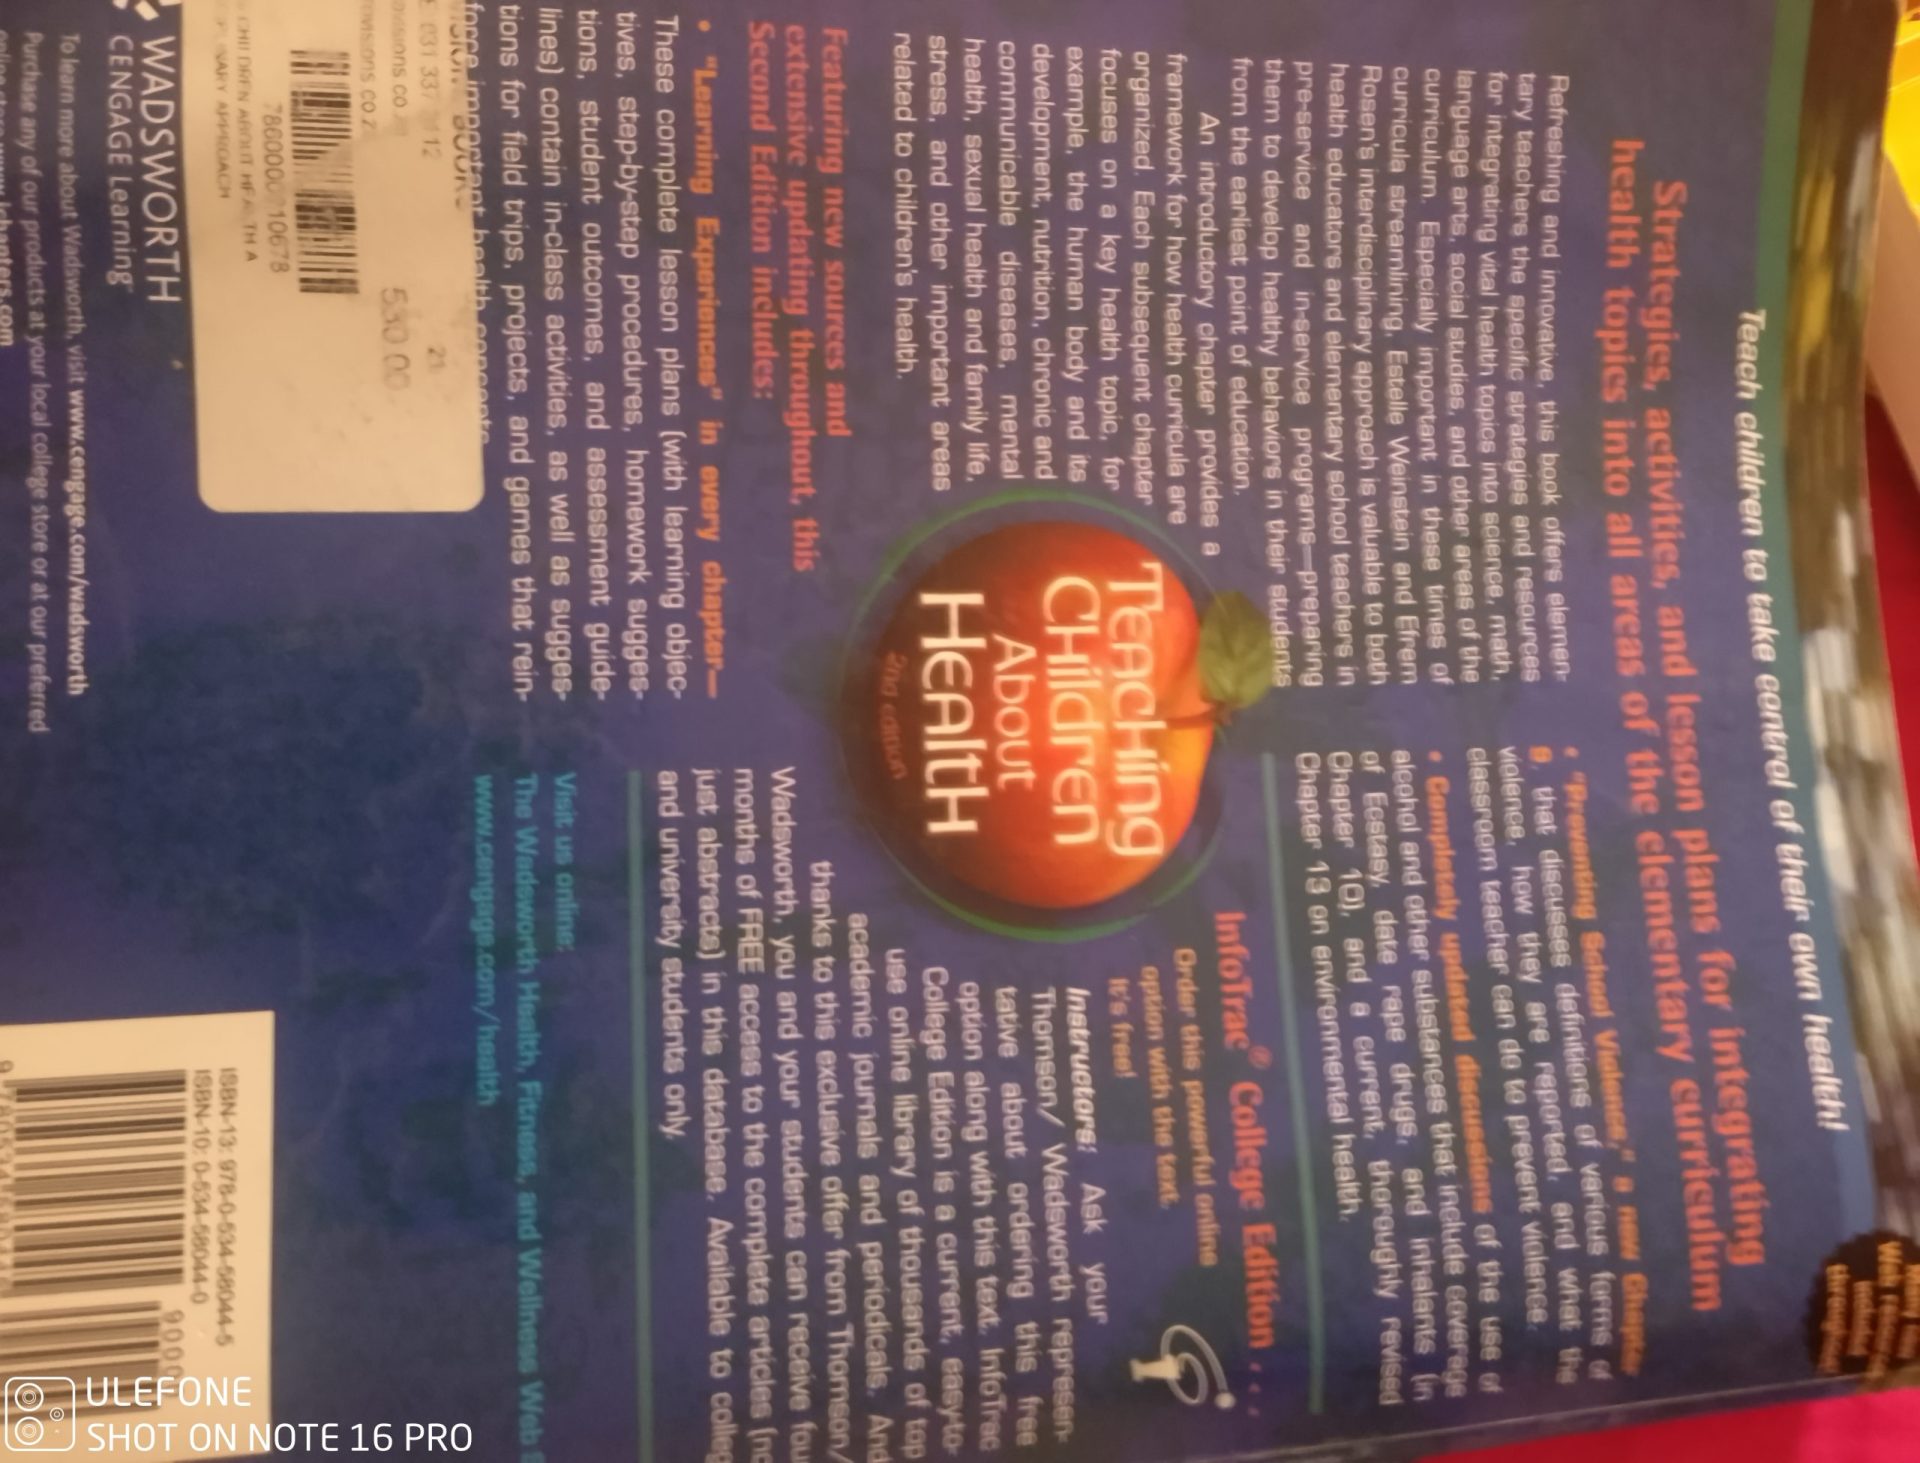 Teach children to take control of their own health!
Strategies, activities, and lesson plans for integrating
health topics into all areas of the elementary curriculum
Refreshing and innovative, this book offers elemen-
tary teachers the specific strategies and resources
for integrating vital health topics into science, math,
language arts, social studies, and other areas of the
curriculum. Especially important in these times of
curricula streamlining, Estelle Weinstein and Efrem
Rosen's interdisciplinary approach is valuable to both
health educators and elementary school teachers in
pre-service and in-service programs—preparing
them to develop healthy behaviors in their students
from the earliest point of education.
An introductory chapter provides a
framework for how health curricula are
organized. Each subsequent chapter
focuses on a key health topic, for
example, the human body and its
development, nutrition, chronic and
communicable diseases, mental
health, sexual health and family life,
stress, and other important areas
related to children's health.
Featuring new sources and
extensive updating throughout, this
Second Edition includes:
• "Learning Experiences" in every chapter—
These complete lesson plans (with learning objec-
tives, step-by-step procedures, homework sugges-
tions, student outcomes, and assessment guide-
lines) contain in-class activities, as well as sugges-
tions for field trips, projects, and games that rein-
force important health concepts
• "Preventing School Violence," a new Chapter
9, that discusses definitions of various forms of
violence, how they are reported, and what the
classroom teacher can do to prevent violence.
• Completely updated discussions of the use of
alcohol and other substances that include coverage
of Ecstasy, date rape drugs, and inhalants (in
Chapter 10), and a current, thoroughly revised
Chapter 13 on environmental health.
TEACHING
CHILDREN
ABOUT
HEALTH
2nd edition
InfoTrac® College Edition . . .
Order this powerful online
option with the text.
It's free!
Instructors: Ask your
Thomson/ Wadsworth represen-
tative about ordering this free
option along with this text. InfoTrac
College Edition is a current, easy-to-
use online library of thousands of top
academic journals and periodicals. And
thanks to this exclusive offer from Thomson/
Wadsworth, you and your students can receive fou
months of FREE access to the complete articles (no
just abstracts) in this database. Available to colleg
and university students only.
Visit us online:
The Wadsworth Health, Fitness, and Wellness Web
www.cengage.com/health
530.00
21
CHILDREN ABOUT HEALTH A
APPROACH
WADSWORTH
CENGAGE Learning
To learn more about Wadsworth, visit www.cengage.com/wadsworth
Purchase any of our products at your local college store or at our preferred
ISBN-13: 978-0-534-58044-5
ISBN-10: 0-534-58044-0
9000
ULEFONE
SHOT ON NOTE 16 PRO